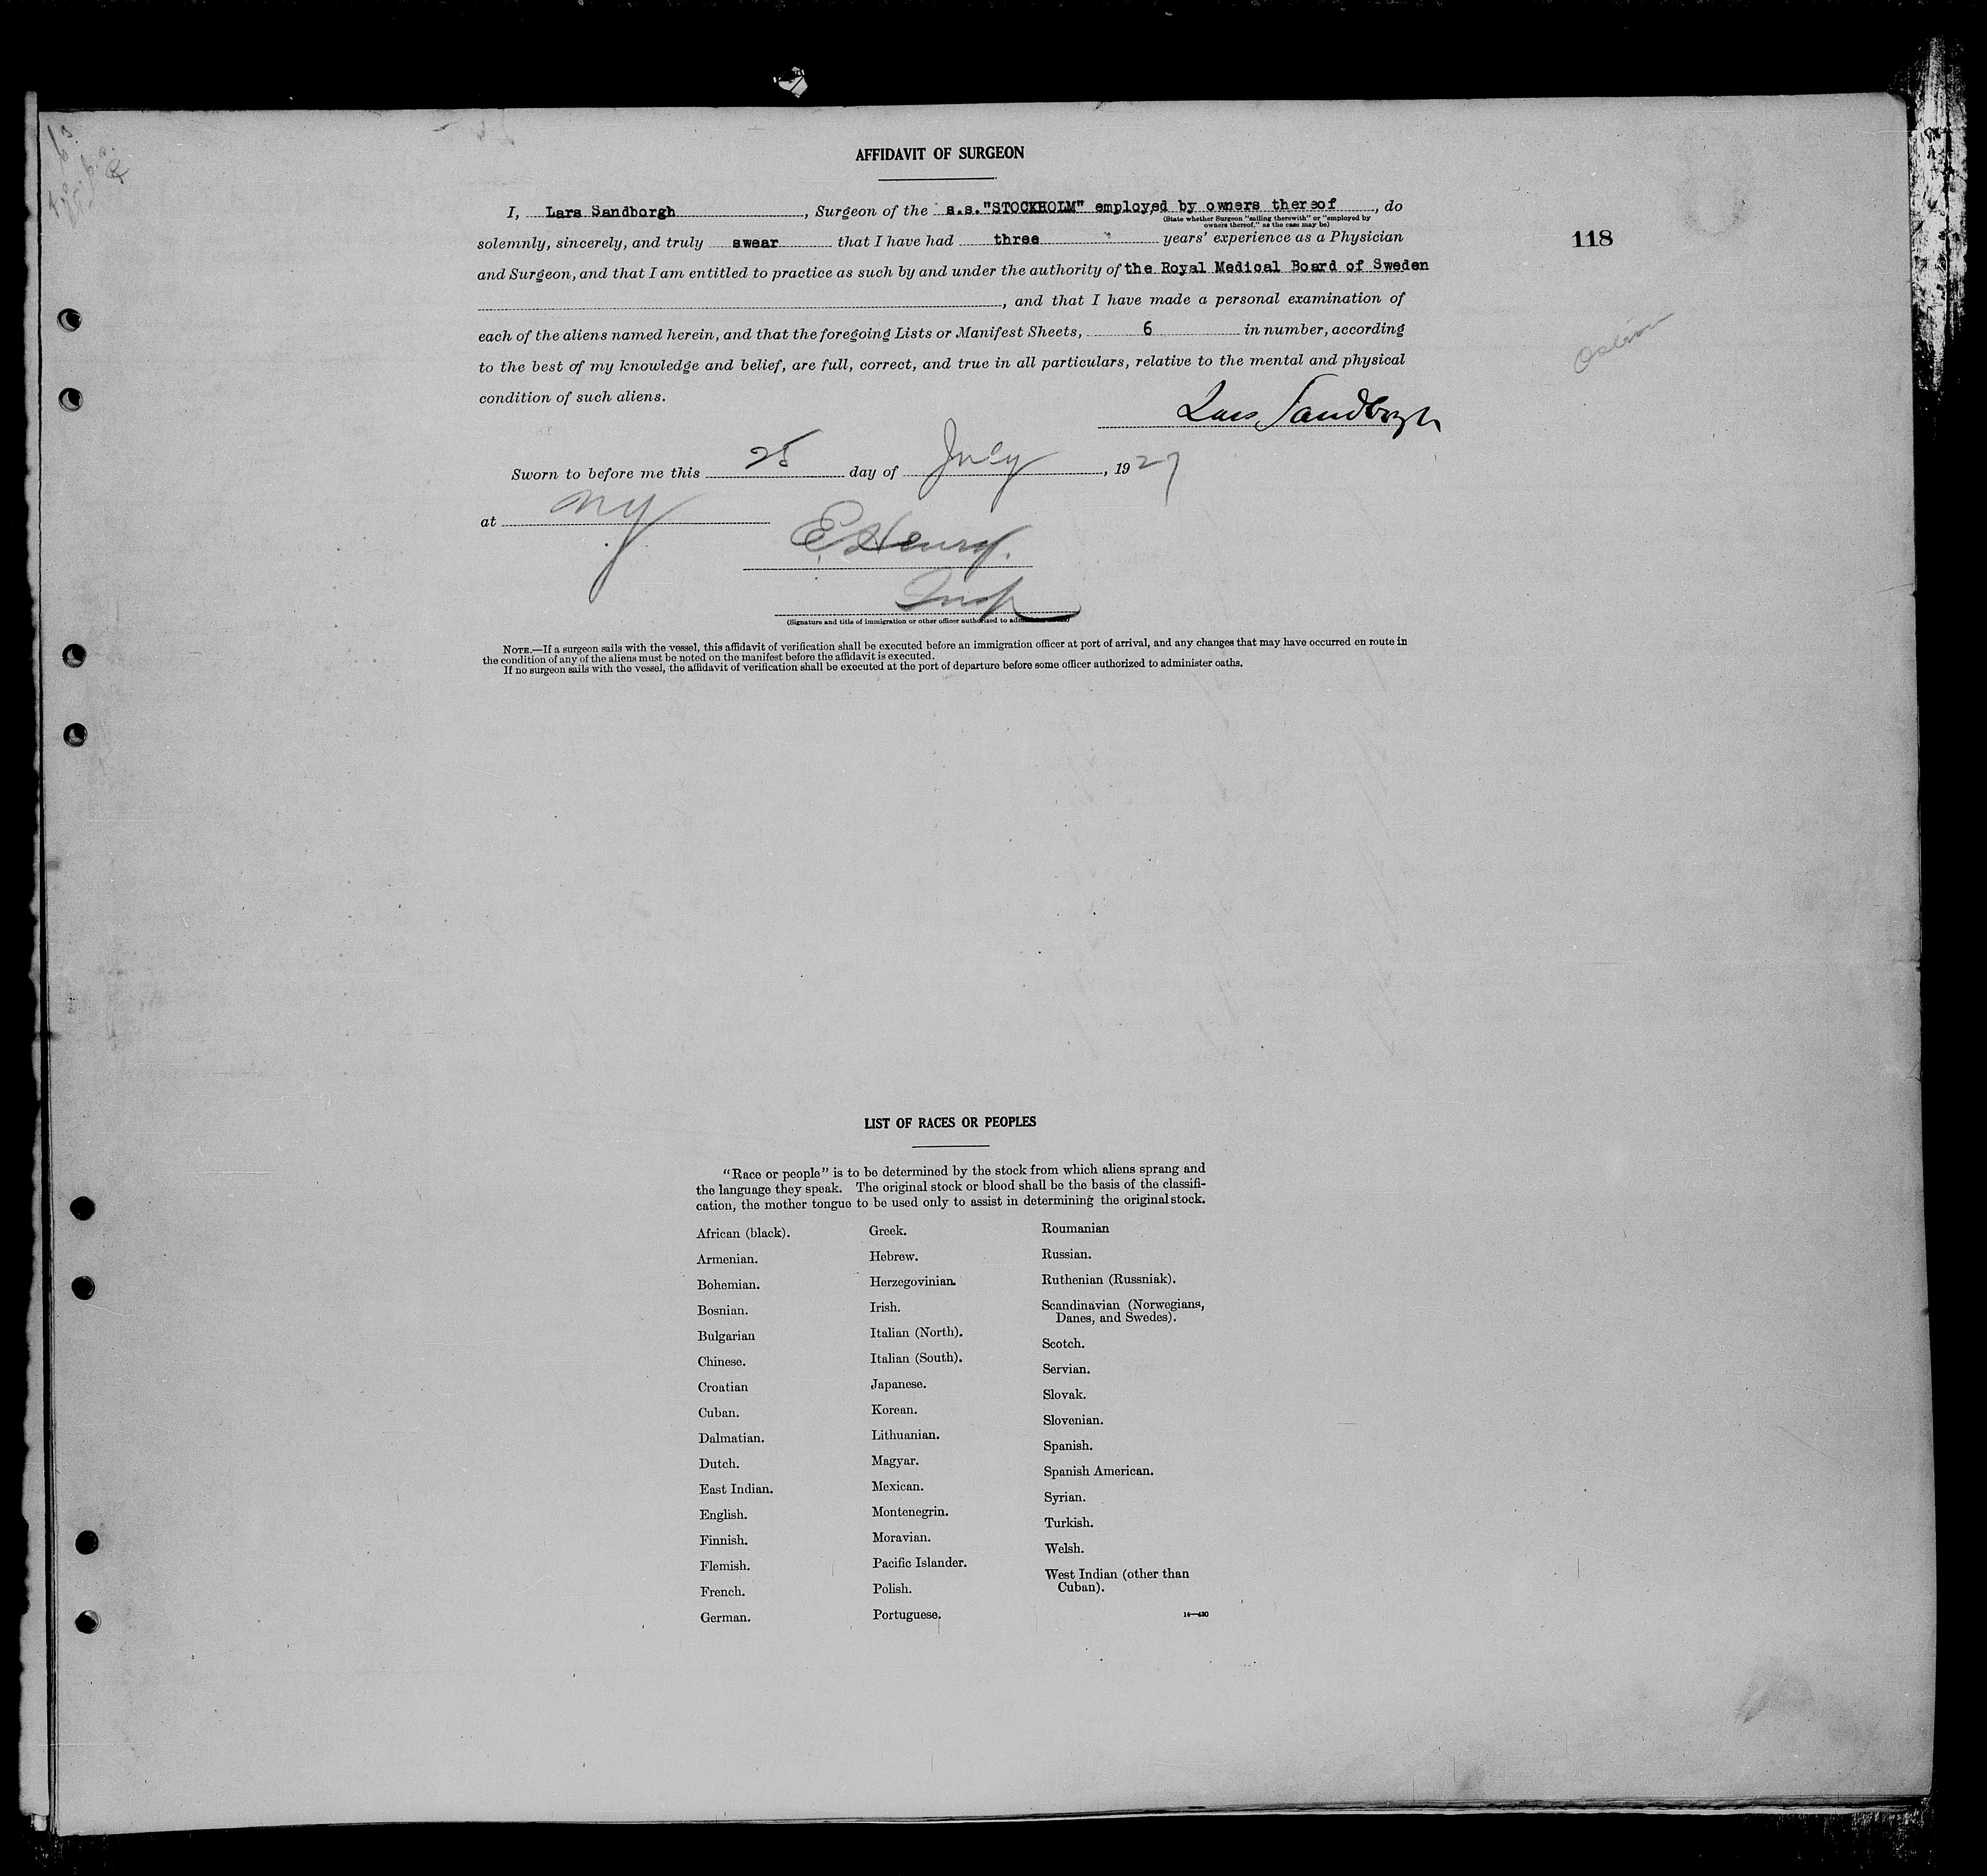 AFFIDAVIT OF SURGEON
I, Lars Sandborgh, Surgeon of the s.s."STOCKHOLM" employed by owners thereof, do
(State whether Surgeon "sailing therewith" or "employed by
owners thereof," as the case may be)
solemnly, sincerely, and truly swear that I have had three years' experience as a Physician
118
and Surgeon, and that I am entitled to practice as such by and under the authority of the Royal Medical Board of Sweden
, and that I have made a personal examination of
each of the aliens named herein, and that the foregoing Lists or Manifest Sheets, 6 in number, according
to the best of my knowledge and belief, are full, correct, and true in all particulars, relative to the mental and physical
condition of such aliens.
Lars Sandborgh
Sworn to before me this 25 day of July, 1927
at NY
E Henry.
Insp
(Signature and title of immigration or other officer authorized to administer oaths)
NOTE.—If a surgeon sails with the vessel, this affidavit of verification shall be executed before an immigration officer at port of arrival, and any changes that may have occurred en route in
the condition of any of the aliens must be noted on the manifest before the affidavit is executed.
If no surgeon sails with the vessel, the affidavit of verification shall be executed at the port of departure before some officer authorized to administer oaths.
LIST OF RACES OR PEOPLES
"Race or people" is to be determined by the stock from which aliens sprang and
the language they speak. The original stock or blood shall be the basis of the classifi-
cation, the mother tongue to be used only to assist in determining the original stock.
African (black).
Armenian.
Bohemian.
Bosnian.
Bulgarian
Chinese.
Croatian
Cuban.
Dalmatian.
Dutch.
East Indian.
English.
Finnish.
Flemish.
French.
German.
Greek.
Hebrew.
Herzegovinian.
Irish.
Italian (North).
Italian (South).
Japanese.
Korean.
Lithuanian.
Magyar.
Mexican.
Montenegrin.
Moravian.
Pacific Islander.
Polish.
Portuguese.
Roumanian
Russian.
Ruthenian (Russniak).
Scandinavian (Norwegians,
Danes, and Swedes).
Scotch.
Servian.
Slovak.
Slovenian.
Spanish.
Spanish American.
Syrian.
Turkish.
Welsh.
West Indian (other than
Cuban).
14—430